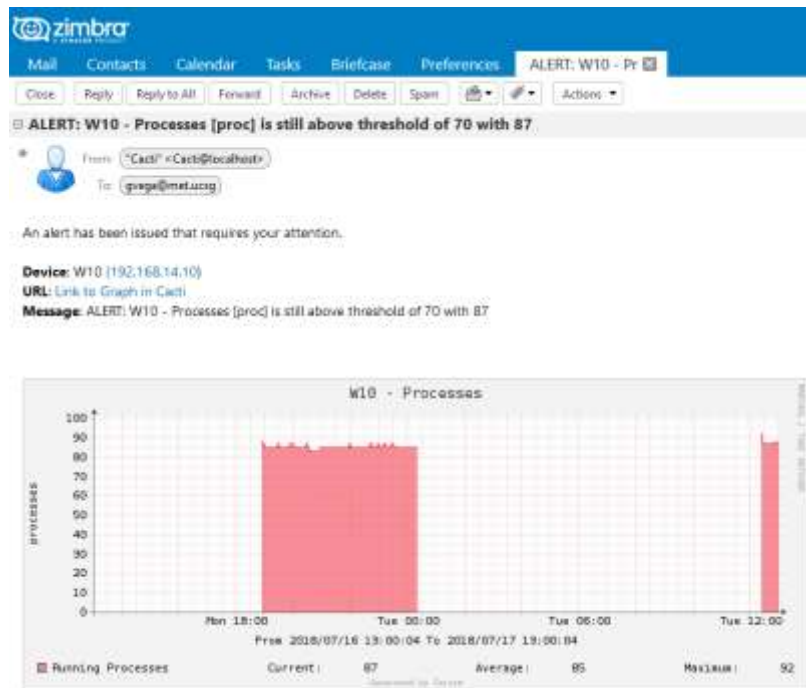 zimbra
Mail Contacts Calendar Tasks Briefcase Preferences ALERT: W10 - Pr
Close Reply Reply to All Forward Archive Delete Spam Actions
ALERT: W10 - Processes [proc] is still above threshold of 70 with 87
From: "Cacti" <Cacti@localhost>
To: gvega@met.ucsg
An alert has been issued that requires your attention.
Device: W10 (192.168.14.10)
URL: Link to Graph in Cacti
Message: ALERT: W10 - Processes [proc] is still above threshold of 70 with 87
W10 - Processes
100
90
80
70
60
50
40
30
20
10
0
processes
Mon 18:00 Tue 00:00 Tue 06:00 Tue 12:00
From 2018/07/16 13:00:04 To 2018/07/17 13:00:04
Running Processes Current: 87 Average: 85 Maximum: 92